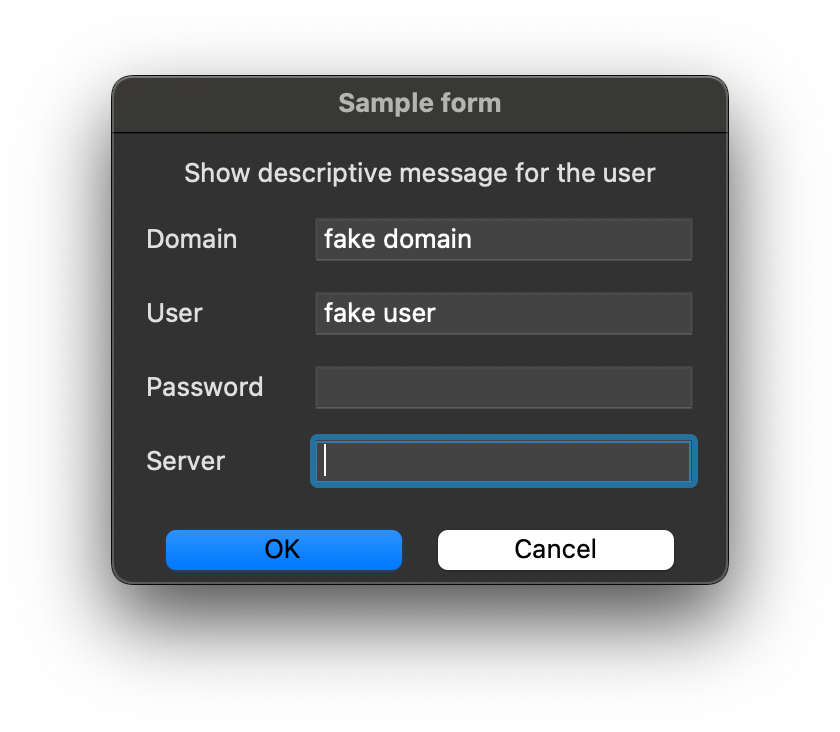 Sample form
Show descriptive message for the user
Domain fake domain
User fake user
Password
Server
OK Cancel